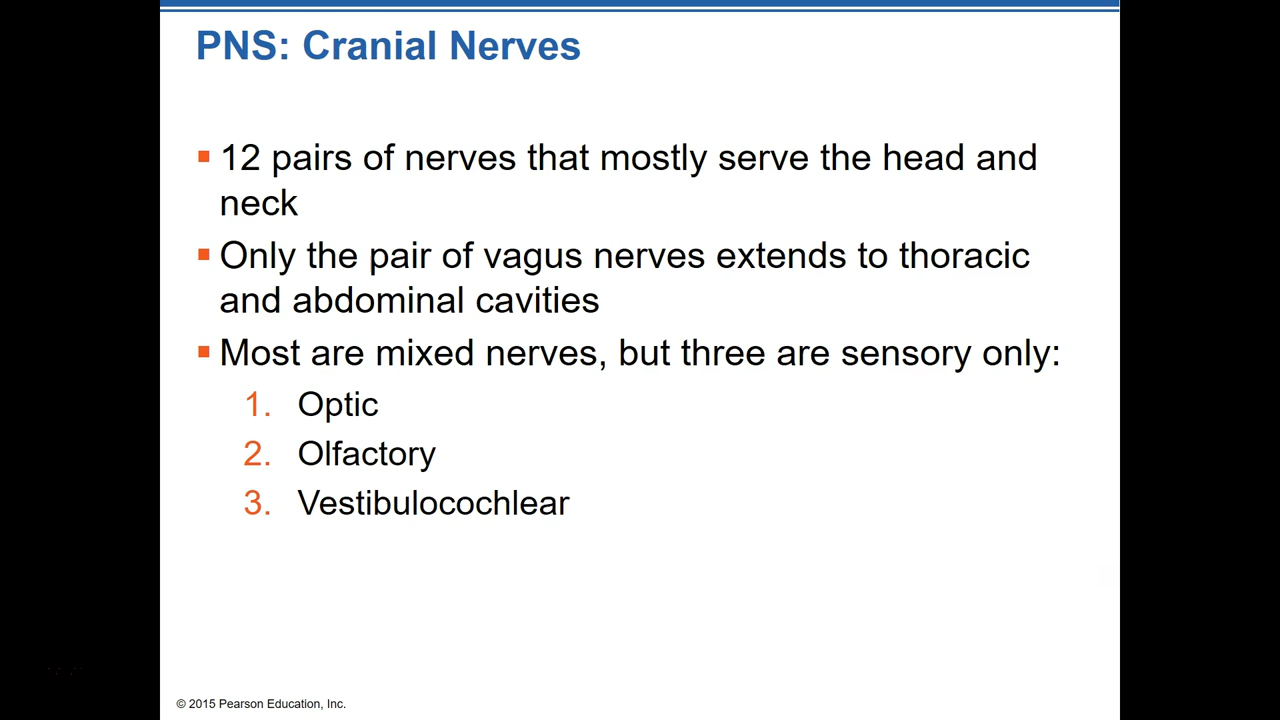 PNS: Cranial Nerves
▪ 12 pairs of nerves that mostly serve the head and
neck
▪ Only the pair of vagus nerves extends to thoracic
and abdominal cavities
▪ Most are mixed nerves, but three are sensory only:
1. Optic
2. Olfactory
3. Vestibulocochlear
© 2015 Pearson Education, Inc.